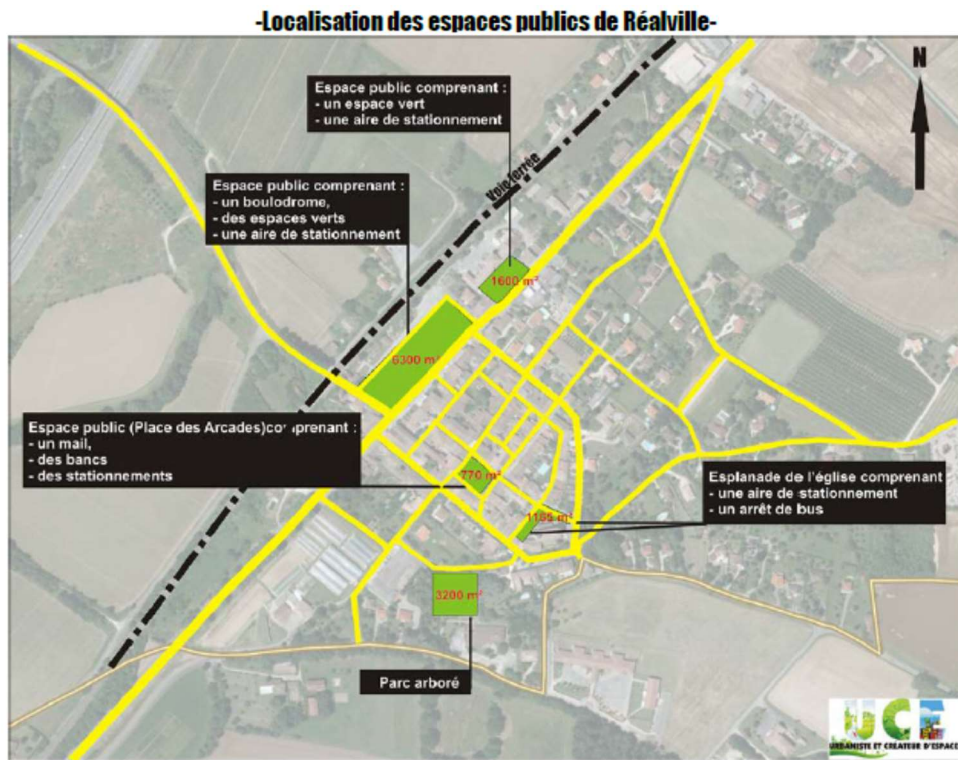 -Localisation des espaces publics de Réalville-
N
Espace public comprenant :
- un espace vert
- une aire de stationnement
Voie ferrée
Espace public comprenant :
- un boulodrome,
- des espaces verts
- une aire de stationnement
1600 m²
6300 m²
Espace public (Place des Arcades)comprenant :
- un mail,
- des bancs
- des stationnements
770 m²
Esplanade de l'église comprenant
- une aire de stationnement
- un arrêt de bus
1165 m²
3200 m²
Parc arboré
UCE
URBANISTE ET CREATEUR D'ESPACE